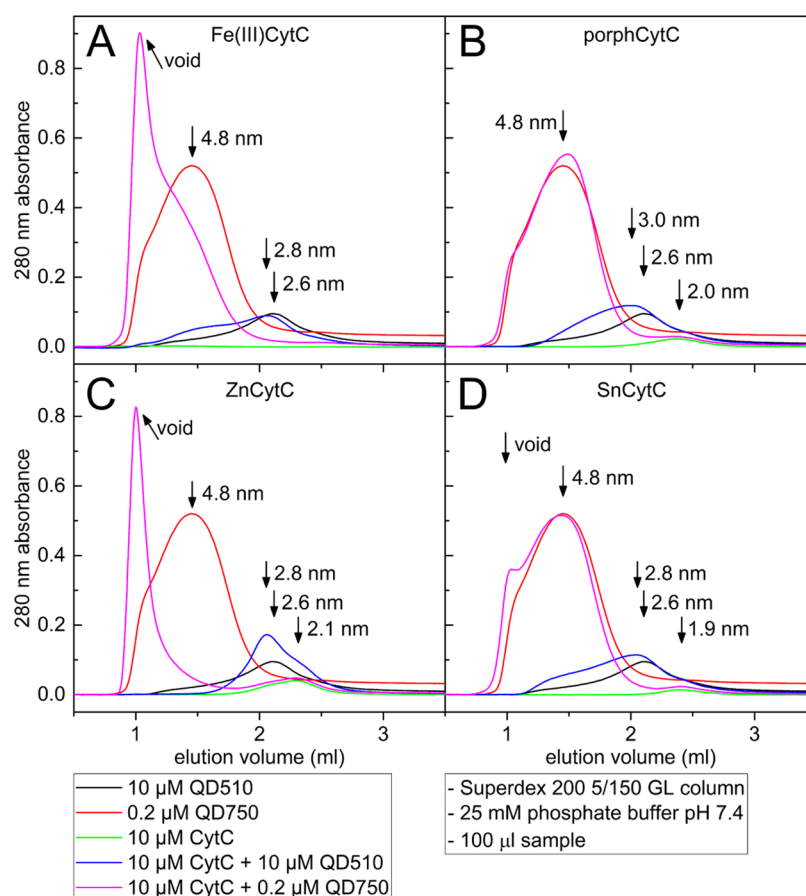 A
Fe(III)CytC
void
4.8 nm
2.8 nm
2.6 nm
280 nm absorbance
0.8
0.6
0.4
0.2
0.0
B
porphCytC
4.8 nm
3.0 nm
2.6 nm
2.0 nm
C
ZnCytC
void
4.8 nm
2.8 nm
2.6 nm
2.1 nm
280 nm absorbance
0.8
0.6
0.4
0.2
0.0
1 2 3
elution volume (ml)
D
SnCytC
void
4.8 nm
2.8 nm
2.6 nm
1.9 nm
1 2 3
elution volume (ml)
10 µM QD510
0.2 µM QD750
10 µM CytC
10 µM CytC + 10 µM QD510
10 µM CytC + 0.2 µM QD750
- Superdex 200 5/150 GL column
- 25 mM phosphate buffer pH 7.4
- 100 µl sample